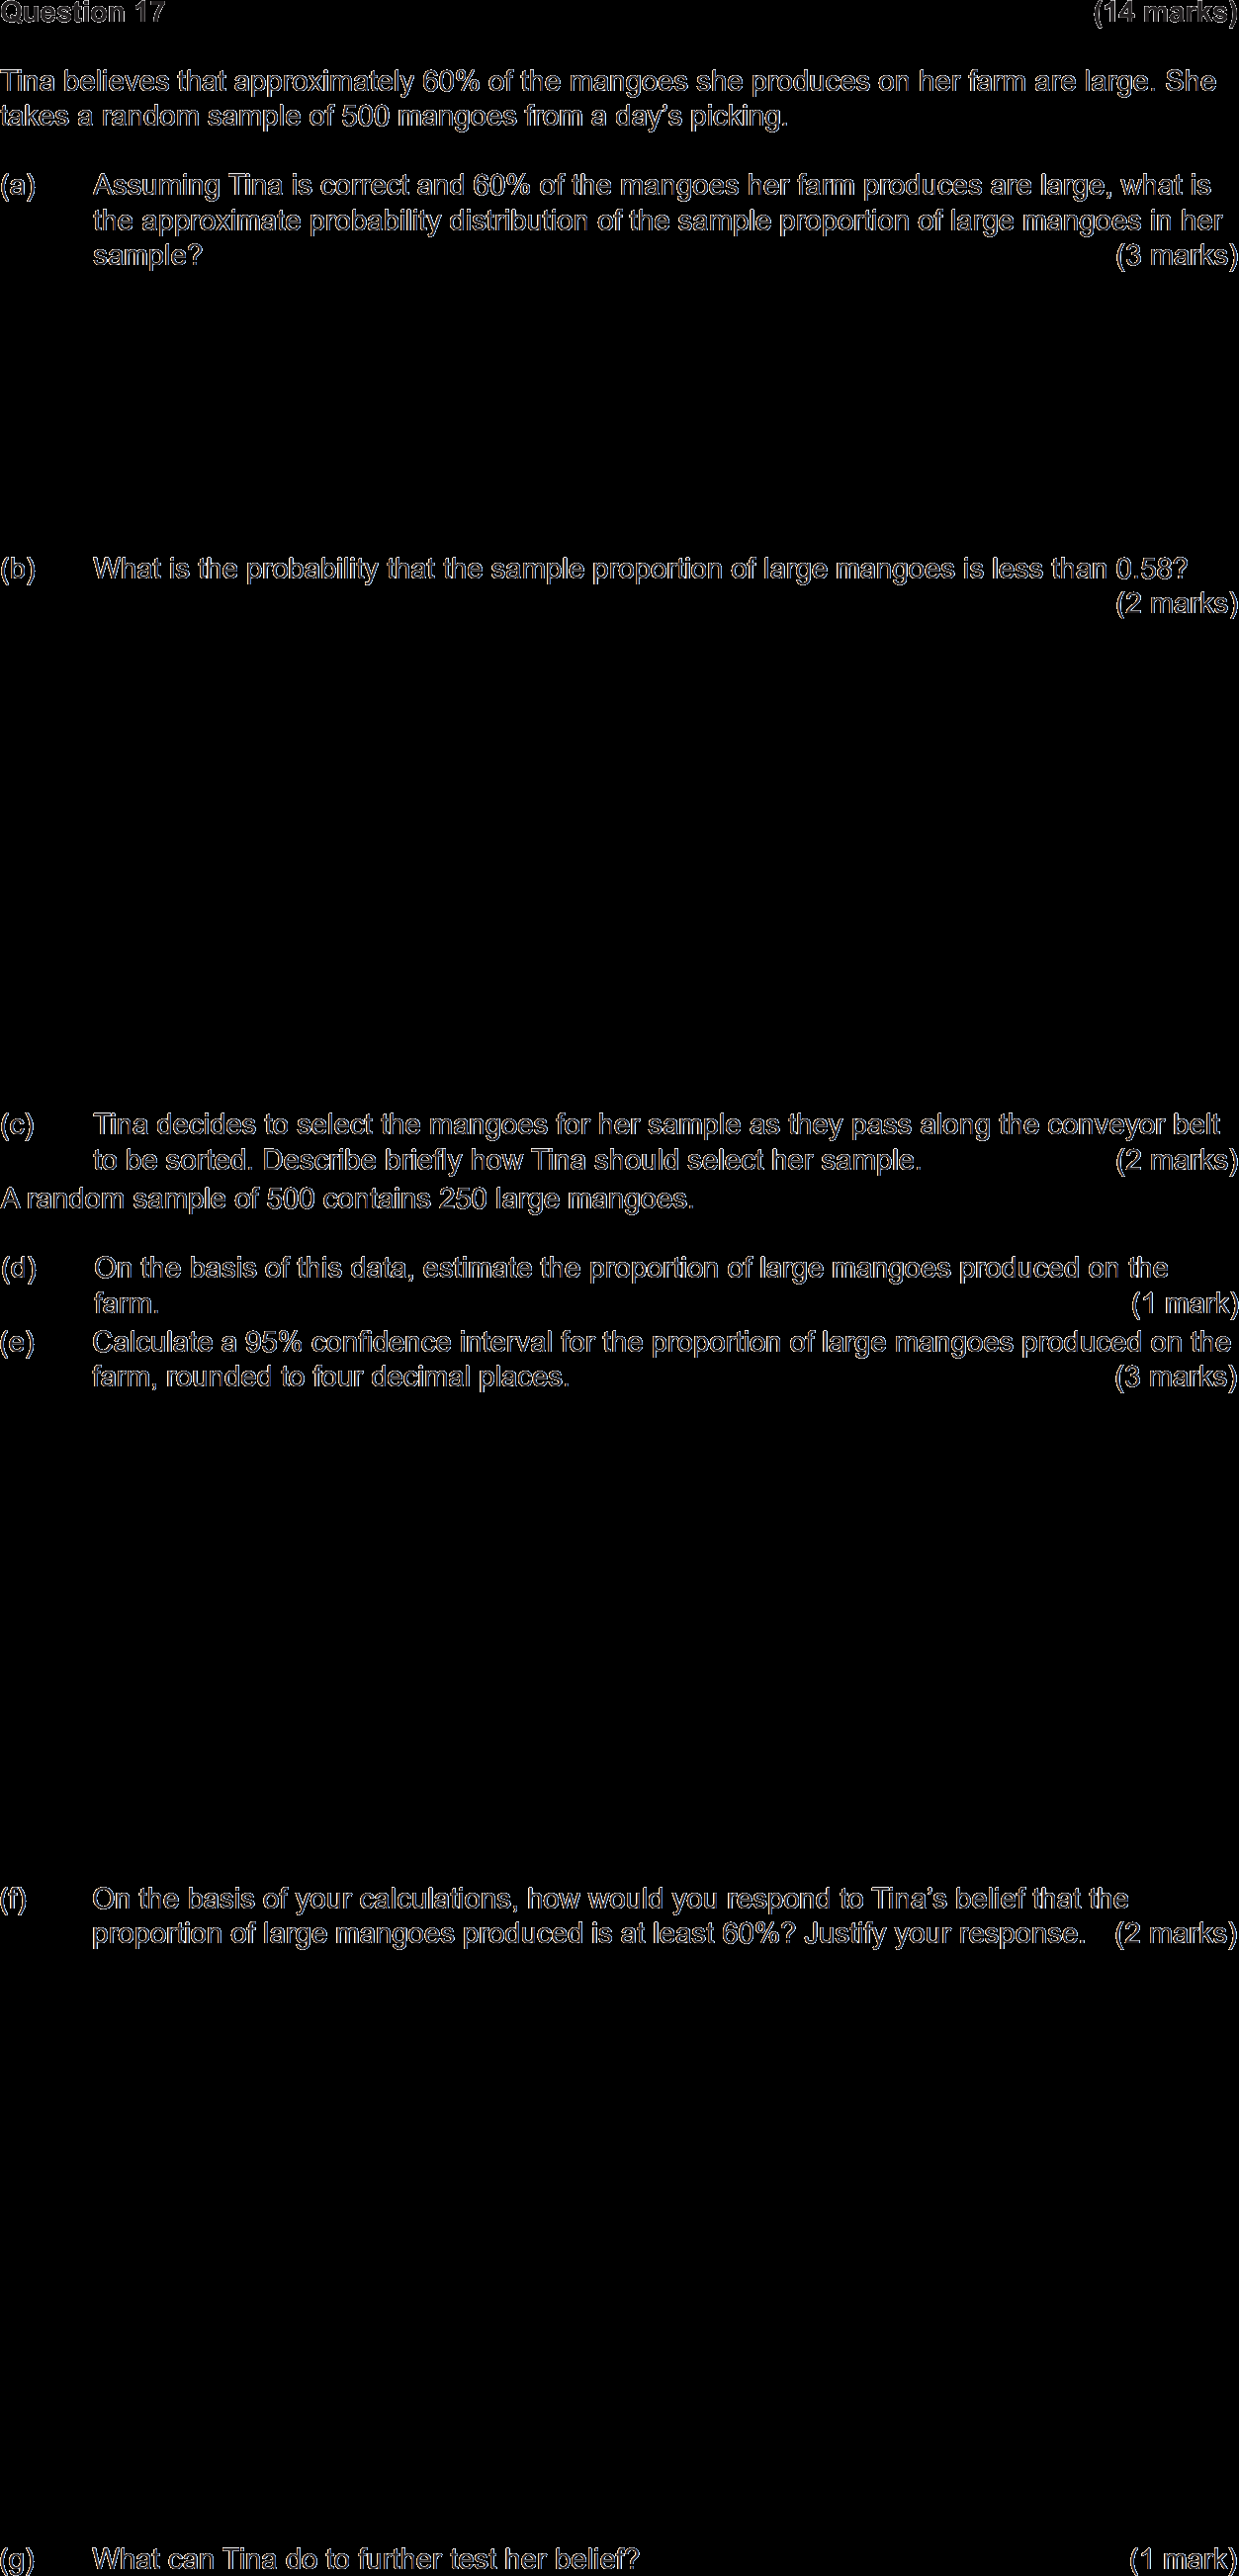 Question 17 (14 marks)
Tina believes that approximately 60% of the mangoes she produces on her farm are large. She
takes a random sample of 500 mangoes from a day's picking.
(a) Assuming Tina is correct and 60% of the mangoes her farm produces are large, what is
the approximate probability distribution of the sample proportion of large mangoes in her
sample? (3 marks)
(b) What is the probability that the sample proportion of large mangoes is less than 0.58?
(2 marks)
(c) Tina decides to select the mangoes for her sample as they pass along the conveyor belt
to be sorted. Describe briefly how Tina should select her sample. (2 marks)
A random sample of 500 contains 250 large mangoes.
(d) On the basis of this data, estimate the proportion of large mangoes produced on the
farm. (1 mark)
(e) Calculate a 95% confidence interval for the proportion of large mangoes produced on the
farm, rounded to four decimal places. (3 marks)
(f) On the basis of your calculations, how would you respond to Tina's belief that the
proportion of large mangoes produced is at least 60%? Justify your response. (2 marks)
(g) What can Tina do to further test her belief? (1 mark)